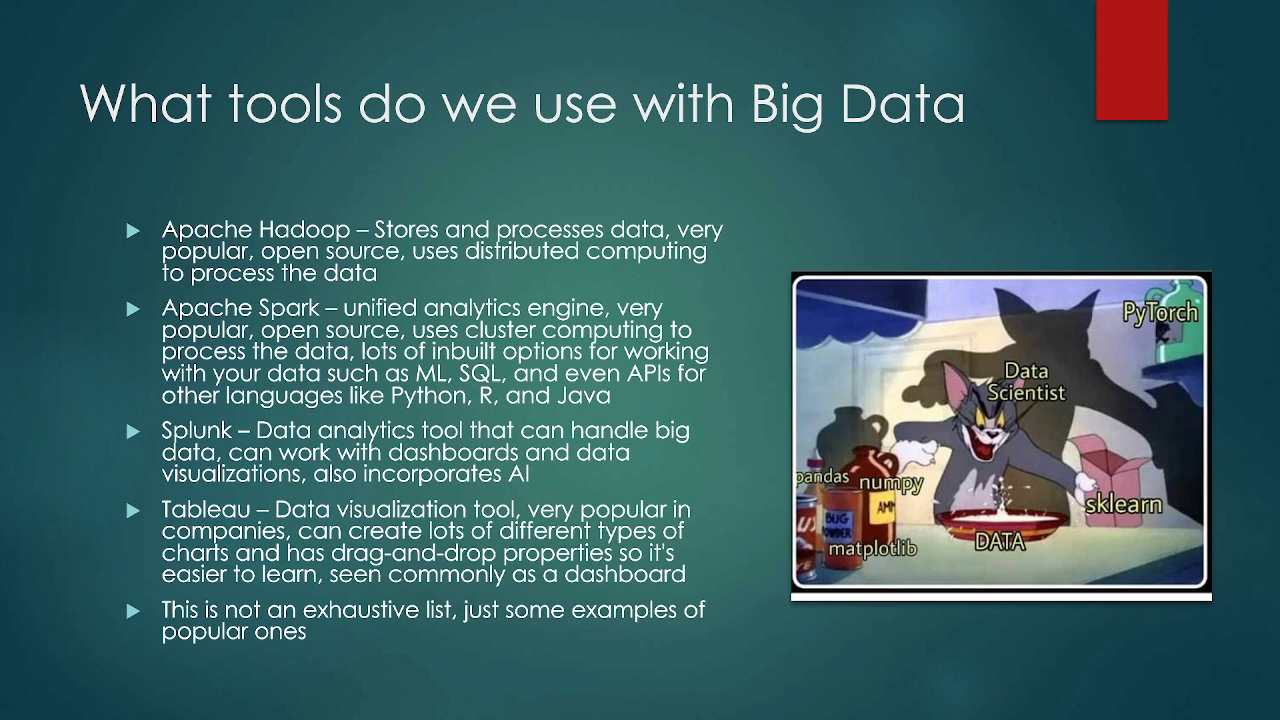 What tools do we use with Big Data
Apache Hadoop – Stores and processes data, very
popular, open source, uses distributed computing
to process the data
Apache Spark – unified analytics engine, very
popular, open source, uses cluster computing to
process the data, lots of inbuilt options for working
with your data such as ML, SQL, and even APIs for
other languages like Python, R, and Java
Splunk – Data analytics tool that can handle big
data, can work with dashboards and data
visualizations, also incorporates AI
Tableau – Data visualization tool, very popular in
companies, can create lots of different types of
charts and has drag-and-drop properties so it's
easier to learn, seen commonly as a dashboard
This is not an exhaustive list, just some examples of
popular ones
PyTorch
Data
Scientist
pandas
numpy
sklearn
BUG
POWDER
DATA
matplotlib